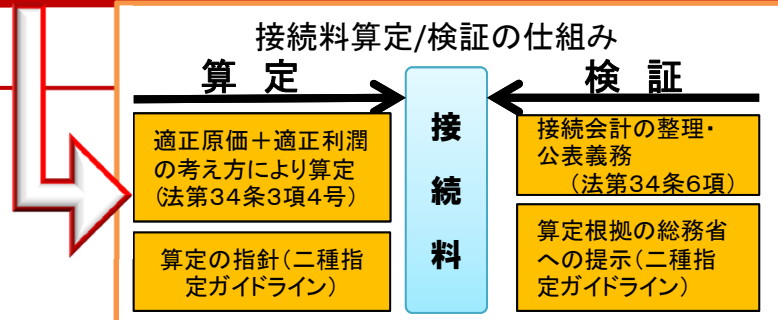 接続料算定/検証の仕組み
算 定
検 証
適正原価+適正利潤
の考え方により算定
(法第34条3項4号)
算定の指針(二種指
定ガイドライン)
接
続
料
接続会計の整理・
公表義務
(法第34条6項)
算定根拠の総務省
への提示(二種指
定ガイドライン)